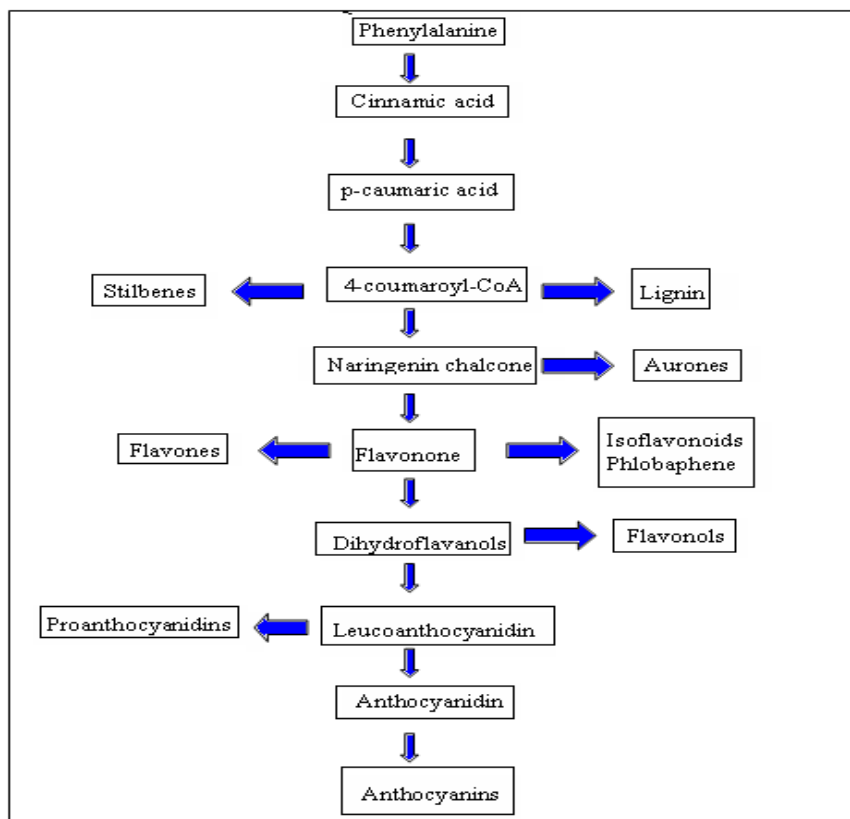 Phenylalanine
Cinnamic acid
p-caumaric acid
Stilbenes
4-coumaroyl-CoA
Lignin
Naringenin chalcone
Aurones
Flavones
Flavonone
Isoflavonoids
Phlobaphene
Dihydroflavanols
Flavonols
Proanthocyanidins
Leucoanthocyanidin
Anthocyanidin
Anthocyanins